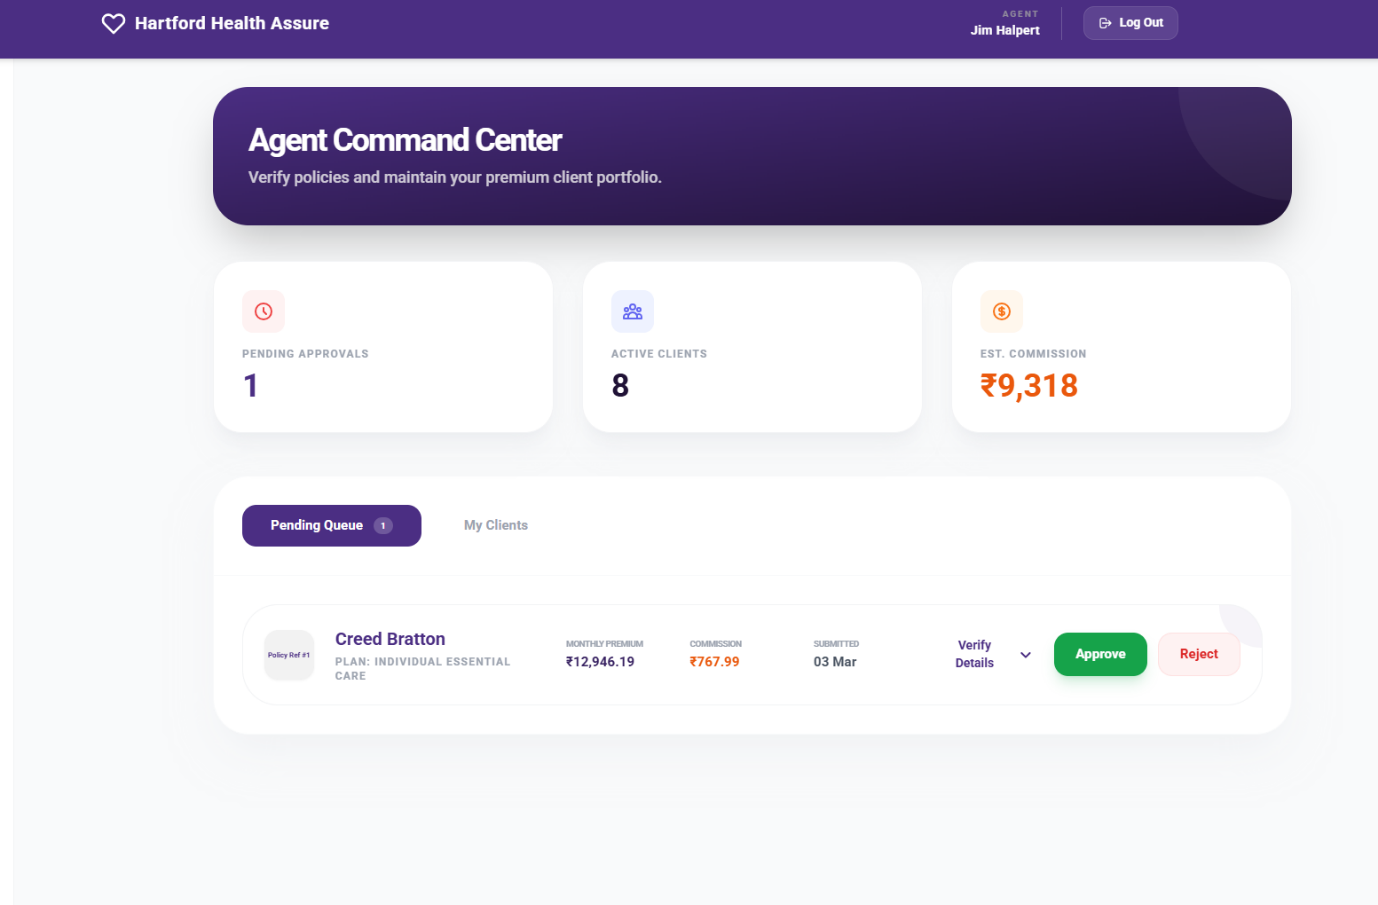 Hartford Health Assure
AGENT
Jim Halpert
Log Out
Agent Command Center
Verify policies and maintain your premium client portfolio.
PENDING APPROVALS
1
ACTIVE CLIENTS
8
EST. COMMISSION
₹9,318
Pending Queue 1
My Clients
Policy Ref #1
Creed Bratton
PLAN: INDIVIDUAL ESSENTIAL
CARE
MONTHLY PREMIUM
₹12,946.19
COMMISSION
₹767.99
SUBMITTED
03 Mar
Verify
Details
Approve
Reject